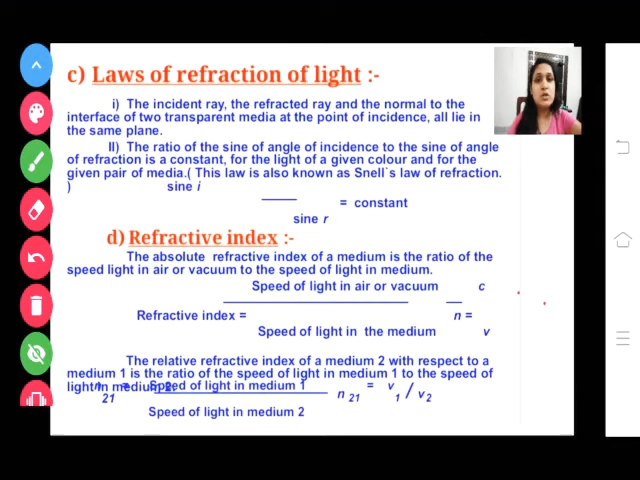 c) Laws of refraction of light :-
i) The incident ray, the refracted ray and the normal to the
interface of two transparent media at the point of incidence, all lie in
the same plane.
II) The ratio of the sine of angle of incidence to the sine of angle
of refraction is a constant, for the light of a given colour and for the
given pair of media.( This law is also known as Snell`s law of refraction.
) sine i
= constant
sine r
d) Refractive index :-
The absolute refractive index of a medium is the ratio of the
speed light in air or vacuum to the speed of light in medium.
Speed of light in air or vacuum c
Refractive index = n =
Speed of light in the medium v
The relative refractive index of a medium 2 with respect to a
medium 1 is the ratio of the speed of light in medium 1 to the speed of
light in medium 2.
n 21 = Speed of light in medium 1 n 21 = v 1 / v 2
Speed of light in medium 2